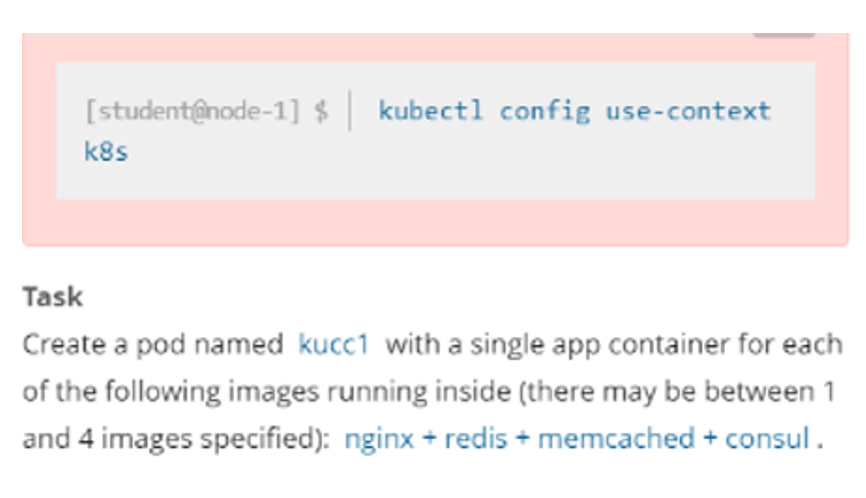 [student@node-1] $ | kubectl config use-context
k8s
Task
Create a pod named kucc1 with a single app container for each
of the following images running inside (there may be between 1
and 4 images specified): nginx + redis + memcached + consul .